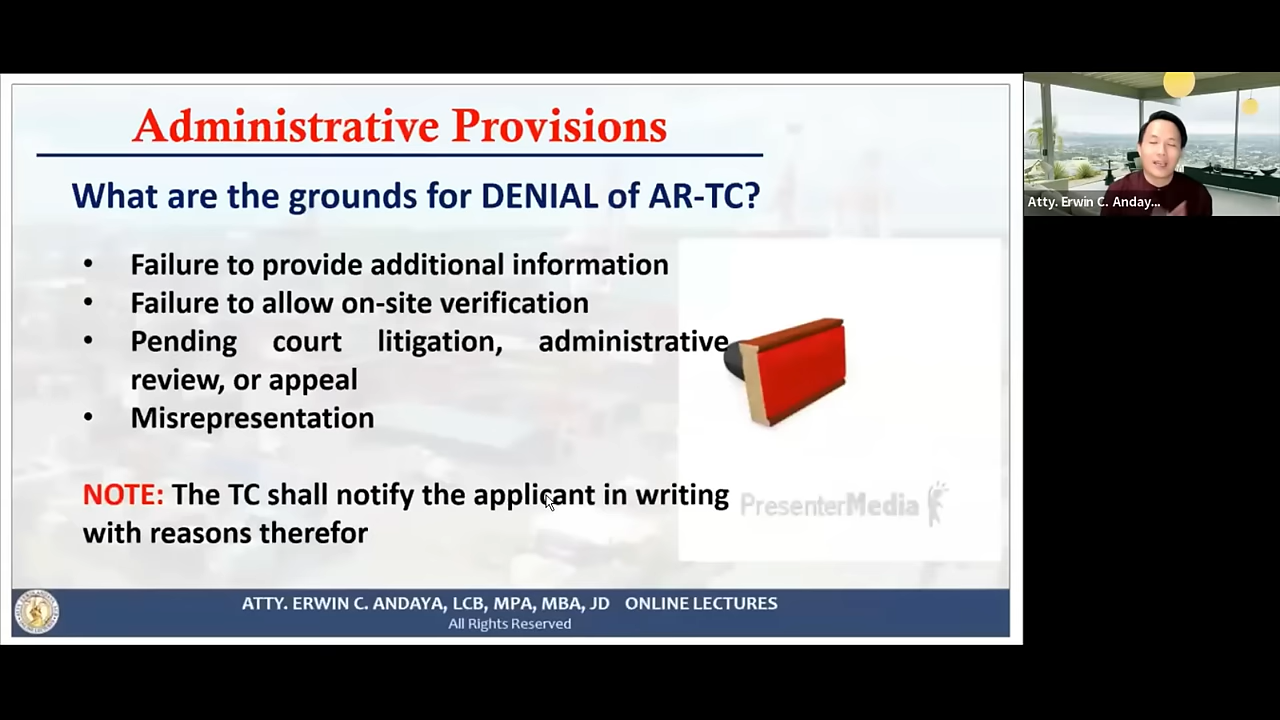 Administrative Provisions
What are the grounds for DENIAL of AR-TC?
• Failure to provide additional information
• Failure to allow on-site verification
• Pending court litigation, administrative
review, or appeal
• Misrepresentation
NOTE: The TC shall notify the applicant in writing
with reasons therefor
PresenterMedia
ATTY. ERWIN C. ANDAYA, LCB, MPA, MBA, JD ONLINE LECTURES
All Rights Reserved
Atty. Erwin C. Anday...